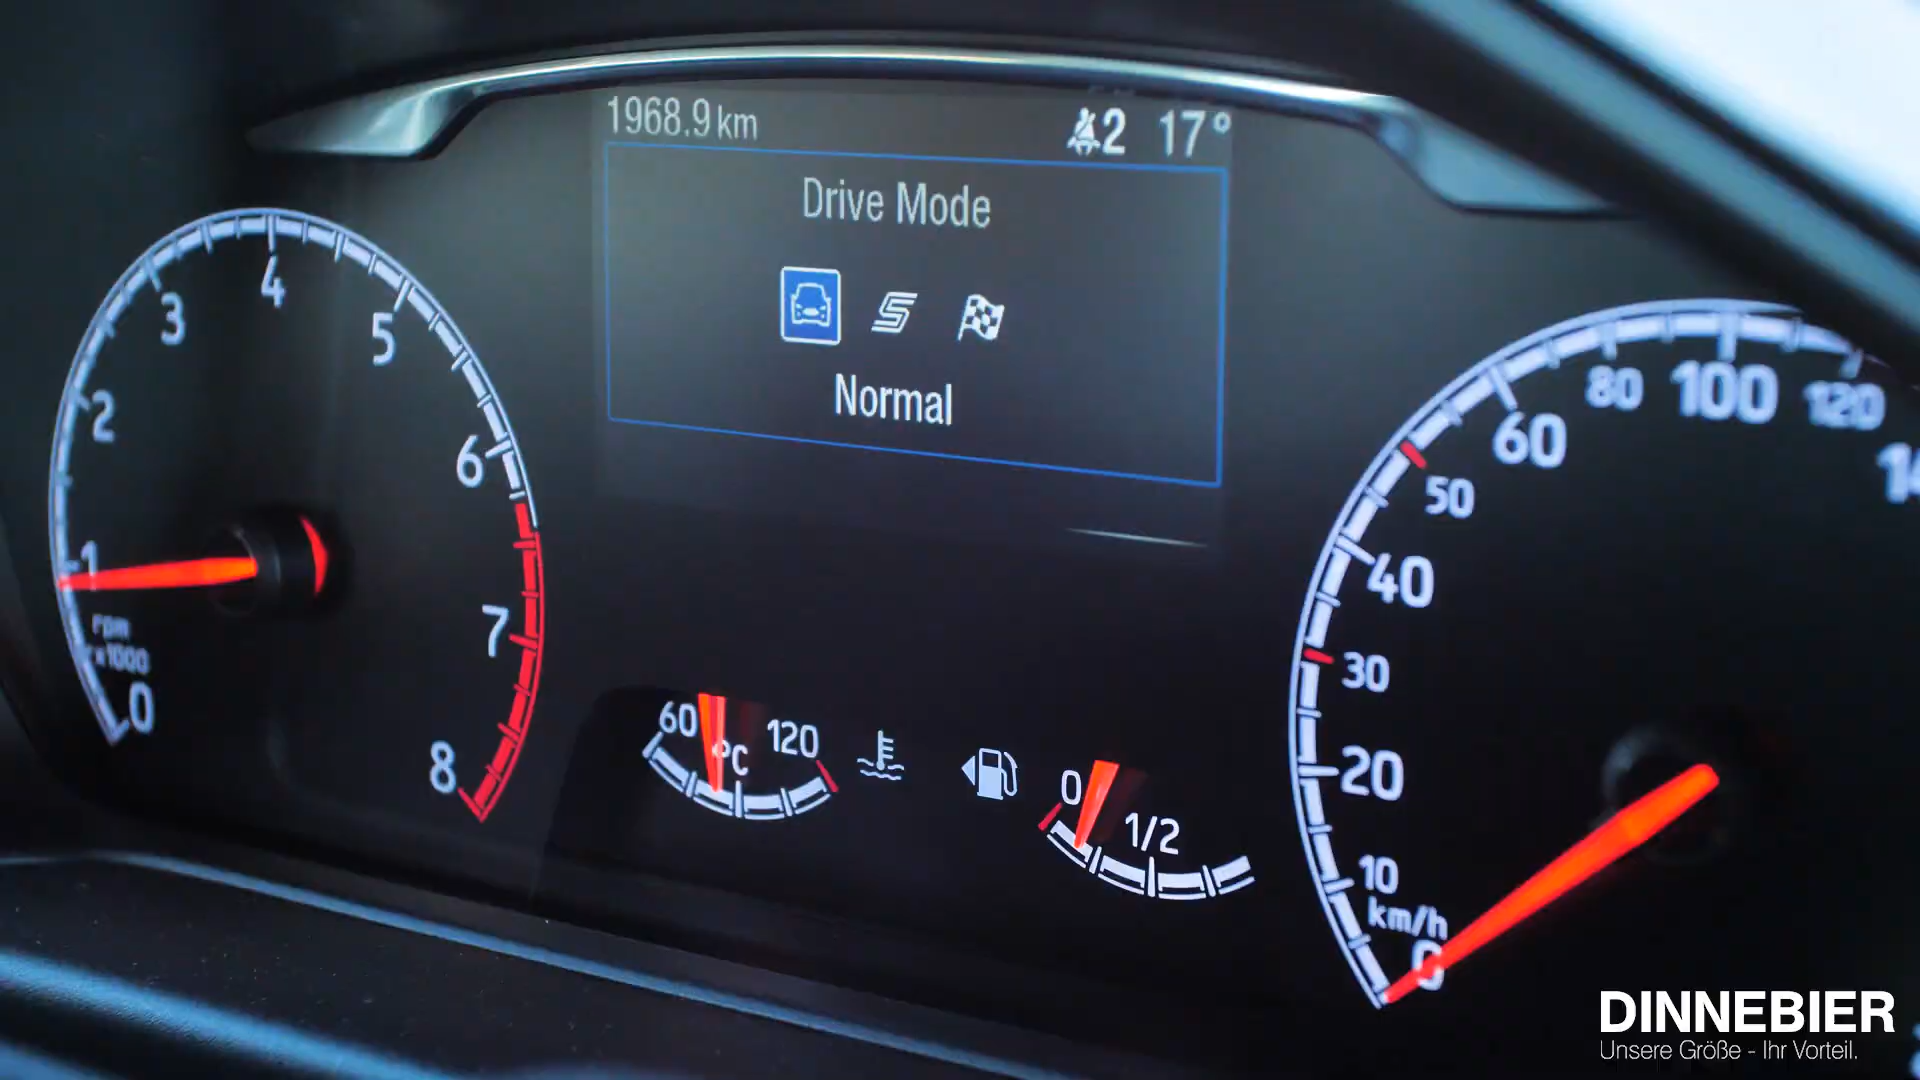 1968.9 km
2 17°
Drive Mode
S
Normal
0
1
2
3
4
5
6
7
8
rpm
x1000
60
°C
120
0
1/2
0
10
20
30
40
50
60
80
100
120
km/h
DINNEBIER
Unsere Größe - Ihr Vorteil.